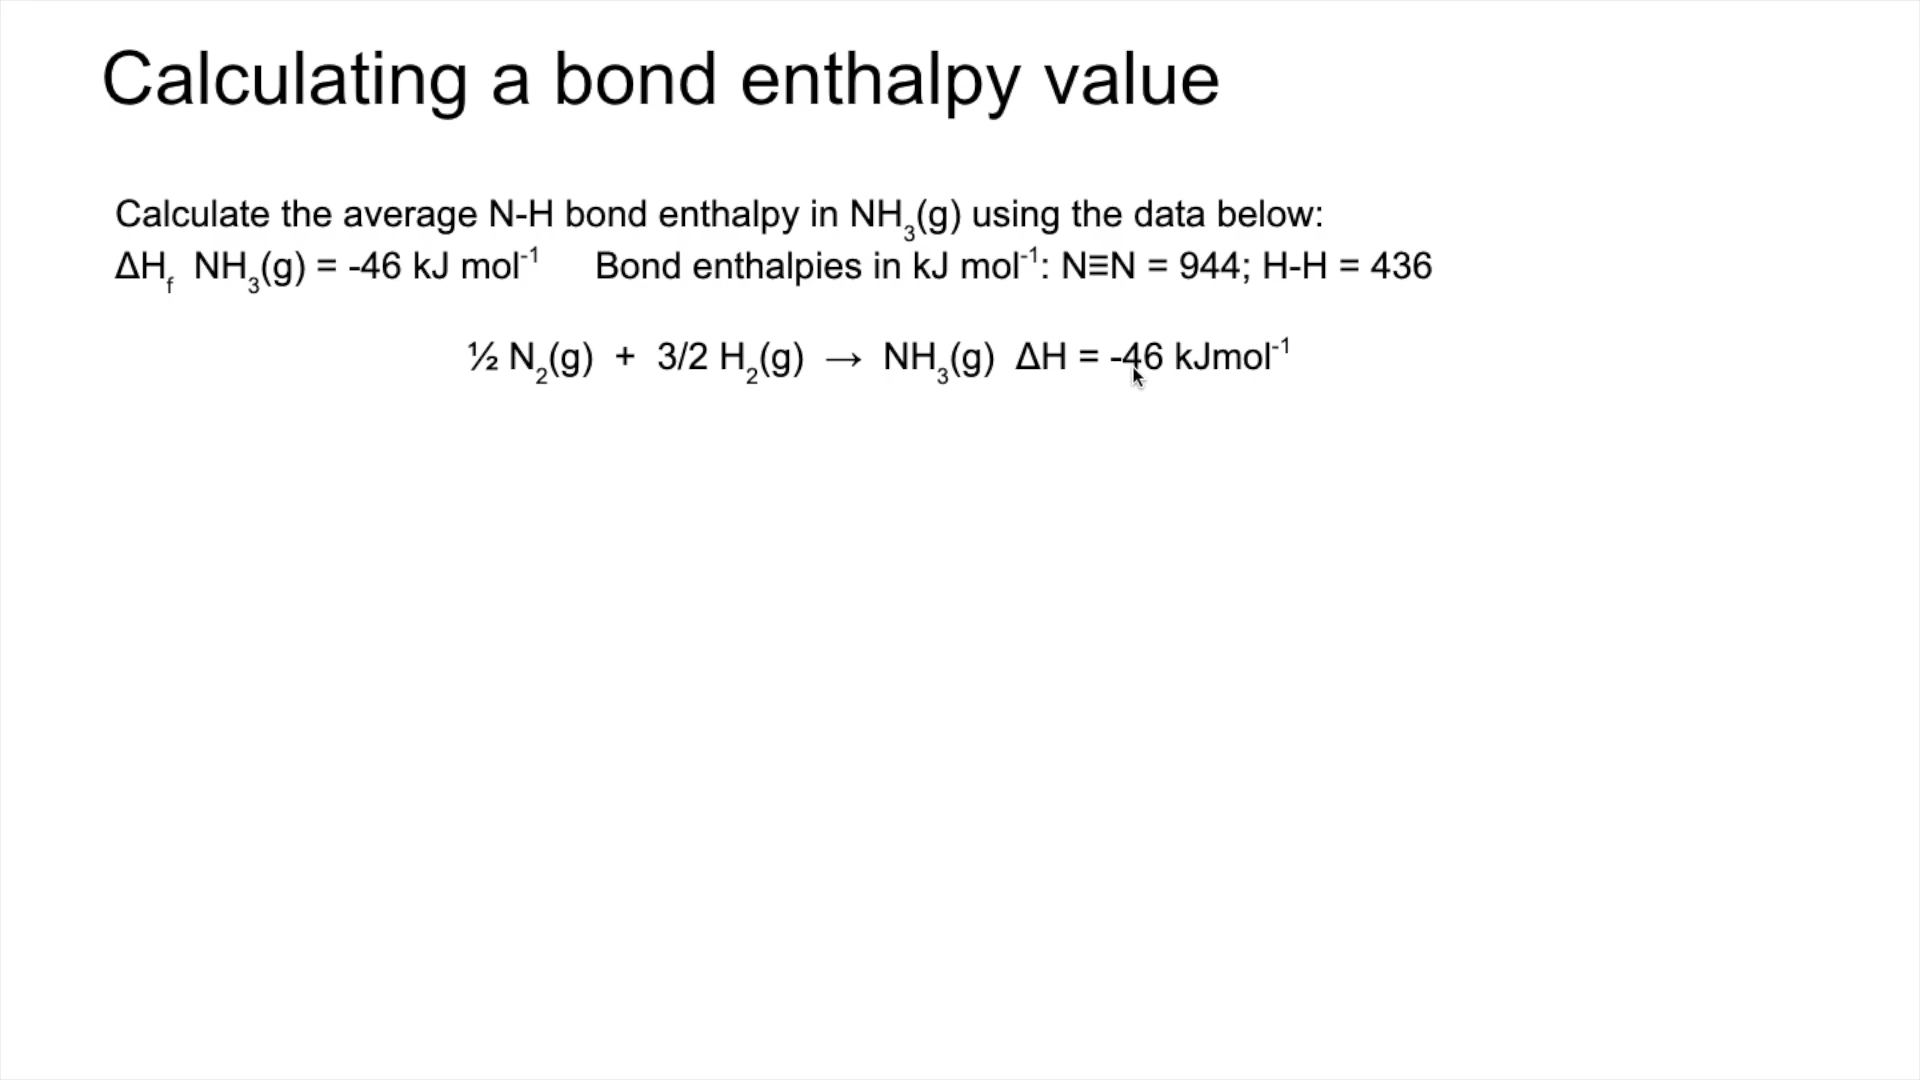 Calculating a bond enthalpy value
Calculate the average N-H bond enthalpy in NH₃(g) using the data below:
ΔH_f NH₃(g) = -46 kJ mol⁻¹ Bond enthalpies in kJ mol⁻¹: N≡N = 944; H-H = 436
½ N₂(g) + 3/2 H₂(g) → NH₃(g) ΔH = -46 kJmol⁻¹